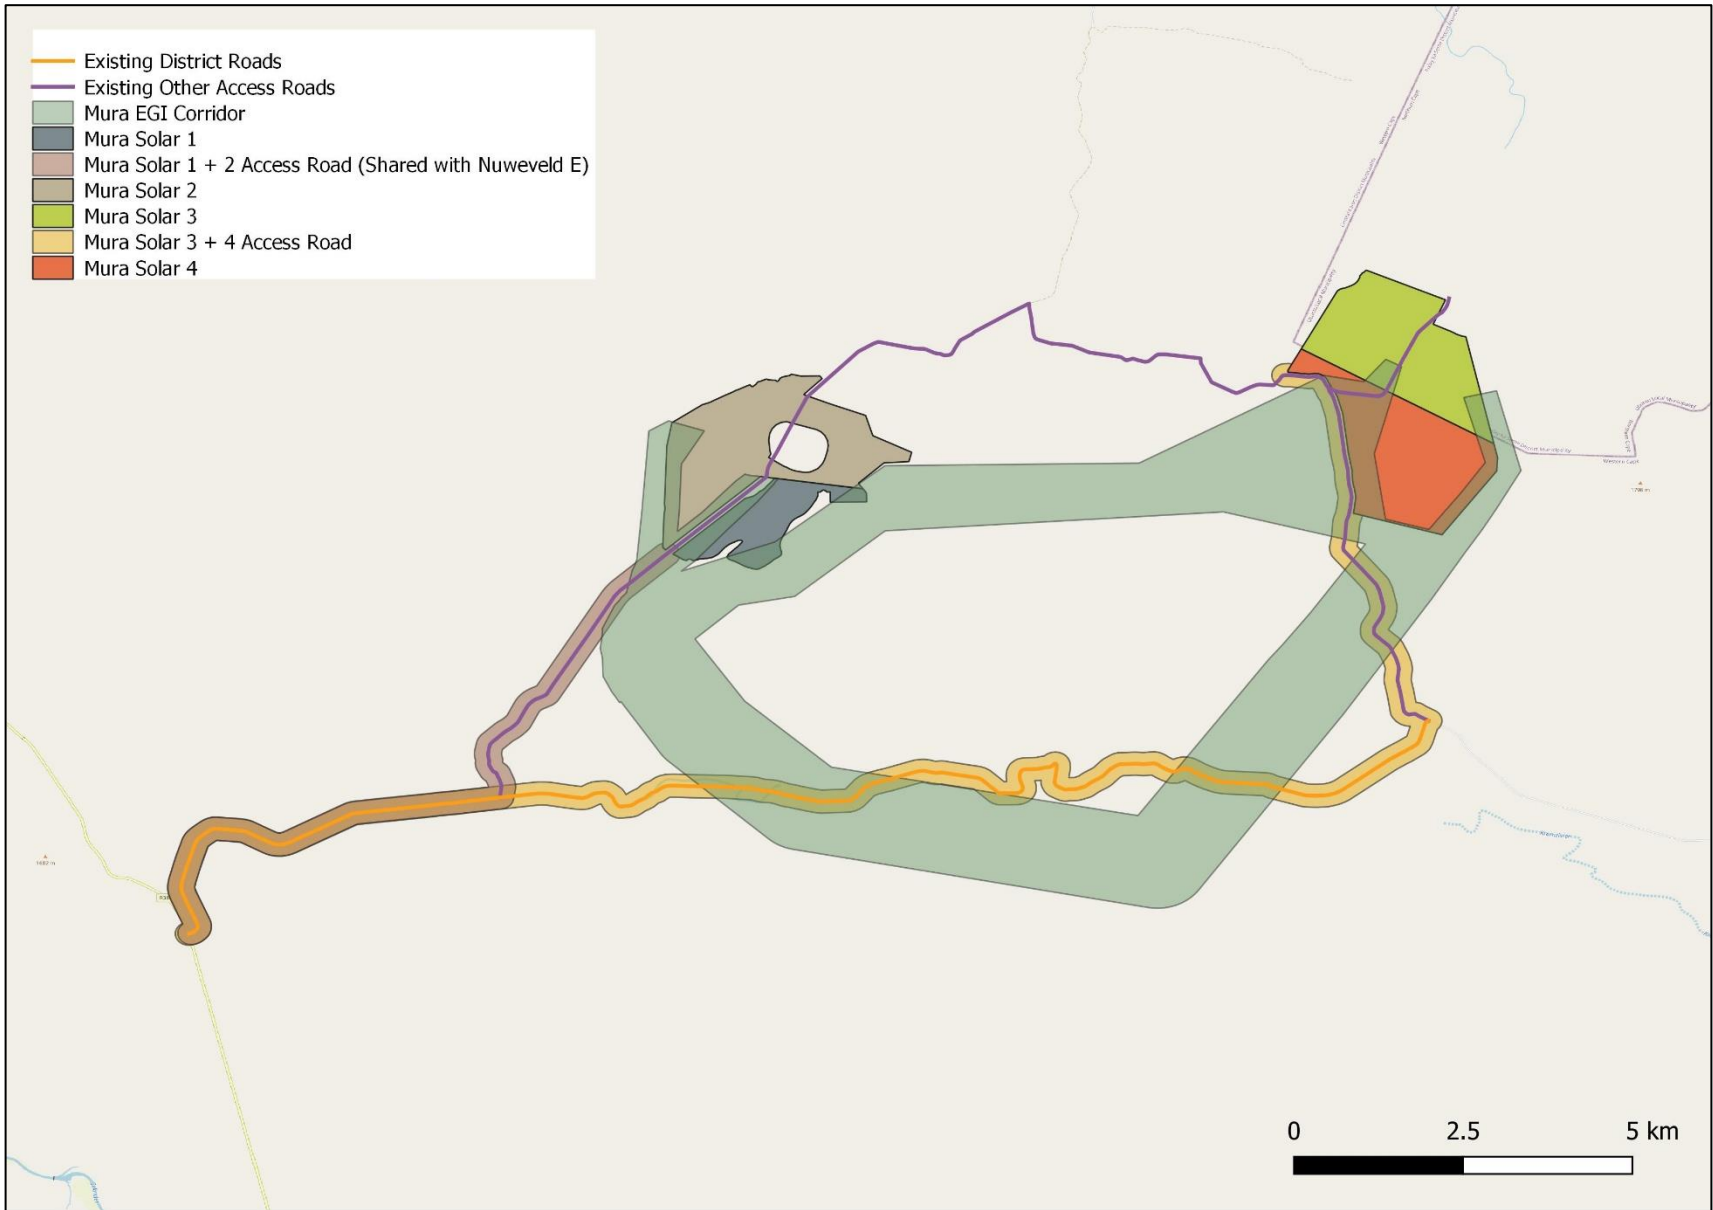 Existing District Roads
Existing Other Access Roads
Mura EGI Corridor
Mura Solar 1
Mura Solar 1 + 2 Access Road (Shared with Nuweveld E)
Mura Solar 2
Mura Solar 3
Mura Solar 3 + 4 Access Road
Mura Solar 4
0 2.5 5 km